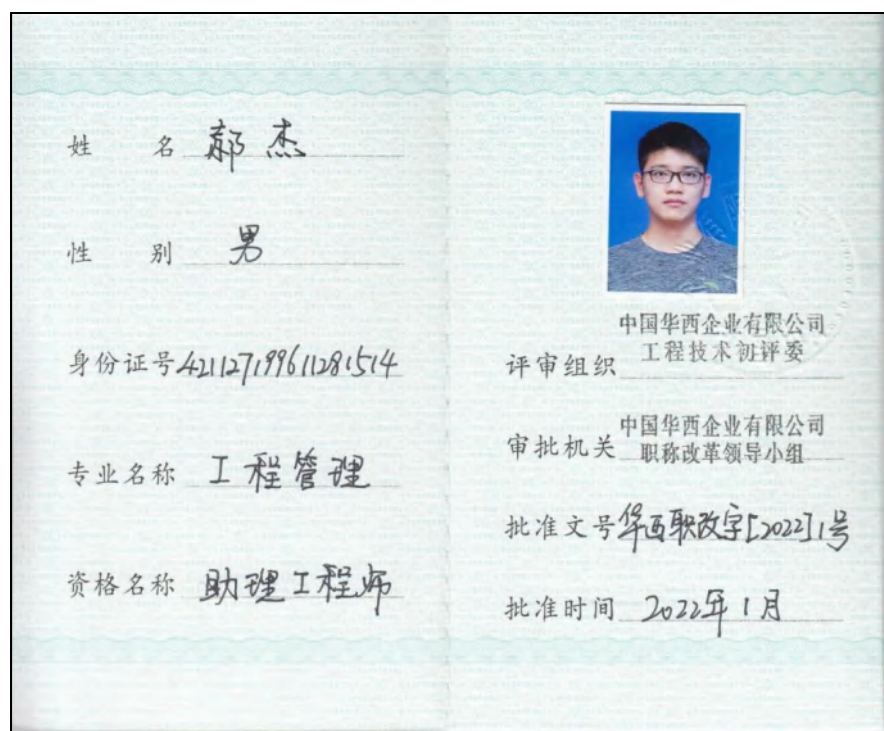 姓 名 郝杰
性 别 男
身份证号 421127199611281514
专业名称 工程管理
资格名称 助理工程师
中国华西企业有限公司
评审组织 工程技术初评委
中国华西企业有限公司
审批机关 职称改革领导小组
批准文号 华西职改字[2022]1号
批准时间 2022年1月